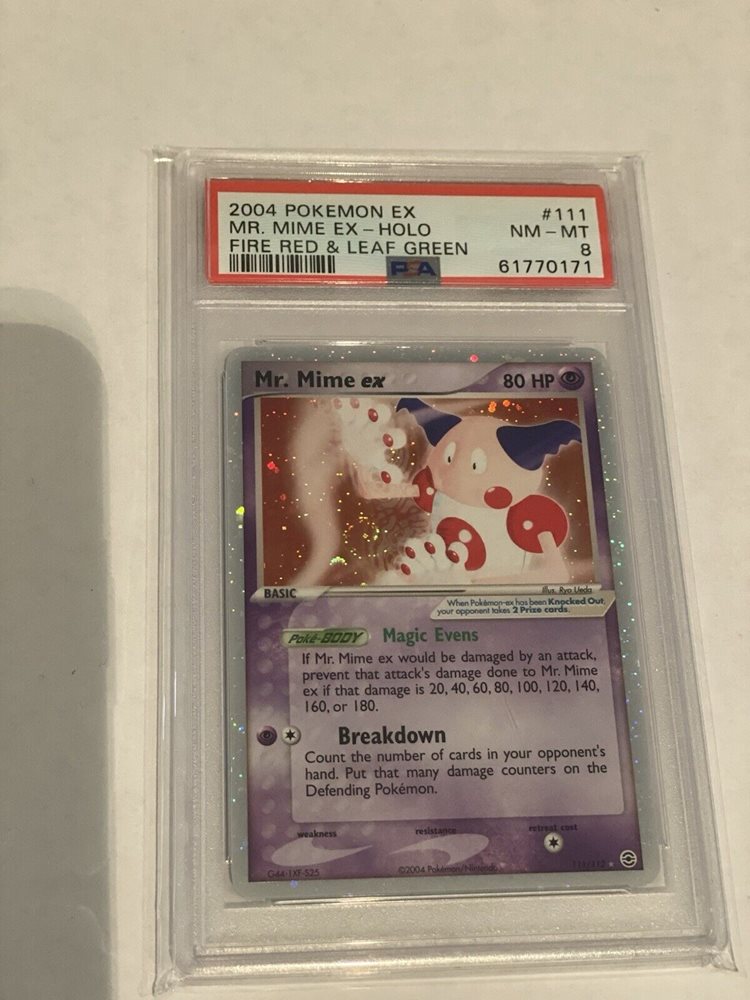 2004 POKEMON EX #111
MR. MIME EX - HOLO NM - MT
FIRE RED & LEAF GREEN 8
PSA 61770171
Mr. Mime ex 80 HP
Illus. Ryo Ueda
BASIC
When Pokémon-ex has been Knocked Out,
your opponent takes 2 Prize cards.
Poké-BODY Magic Evens
If Mr. Mime ex would be damaged by an attack,
prevent that attack's damage done to Mr. Mime
ex if that damage is 20, 40, 60, 80, 100, 120, 140,
160, or 180.
Breakdown
Count the number of cards in your opponent's
hand. Put that many damage counters on the
Defending Pokémon.
weakness resistance retreat cost
G44-1XF-S25 ©2004 Pokémon/Nintendo